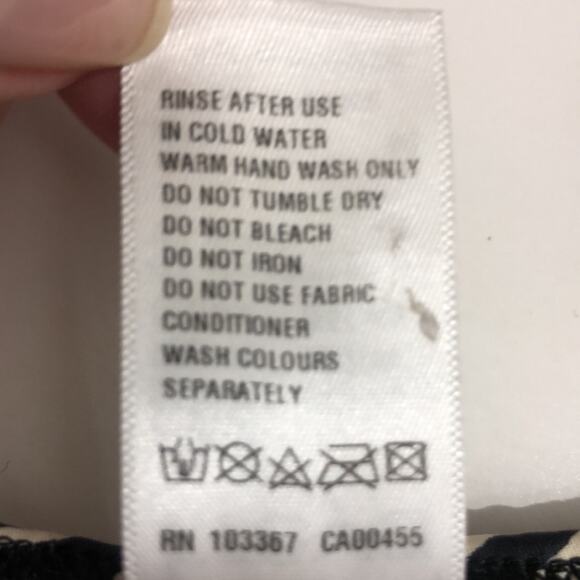 RINSE AFTER USE
IN COLD WATER
WARM HAND WASH ONLY
DO NOT TUMBLE DRY
DO NOT BLEACH
DO NOT IRON
DO NOT USE FABRIC
CONDITIONER
WASH COLOURS
SEPARATELY
RN 103367 CA00455